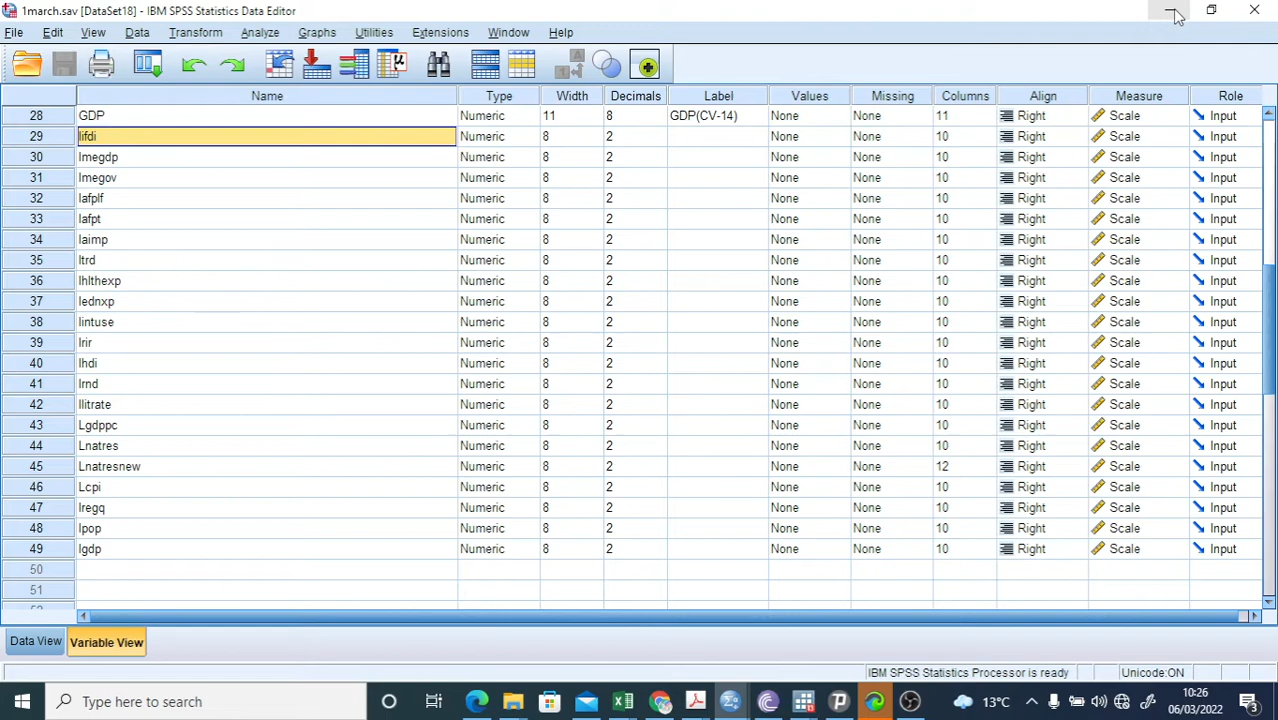 1march.sav [DataSet18] - IBM SPSS Statistics Data Editor
File Edit View Data Transform Analyze Graphs Utilities Extensions Window Help
Name Type Width Decimals Label Values Missing Columns Align Measure Role
28 GDP Numeric 11 8 GDP(CV-14) None None 11 Right Scale Input
29 lifdi Numeric 8 2 None None 10 Right Scale Input
30 lmegdp Numeric 8 2 None None 10 Right Scale Input
31 lmegov Numeric 8 2 None None 10 Right Scale Input
32 lafplf Numeric 8 2 None None 10 Right Scale Input
33 lafpt Numeric 8 2 None None 10 Right Scale Input
34 laimp Numeric 8 2 None None 10 Right Scale Input
35 ltrd Numeric 8 2 None None 10 Right Scale Input
36 lhlthexp Numeric 8 2 None None 10 Right Scale Input
37 lednxp Numeric 8 2 None None 10 Right Scale Input
38 lintuse Numeric 8 2 None None 10 Right Scale Input
39 lrir Numeric 8 2 None None 10 Right Scale Input
40 lhdi Numeric 8 2 None None 10 Right Scale Input
41 lrnd Numeric 8 2 None None 10 Right Scale Input
42 llitrate Numeric 8 2 None None 10 Right Scale Input
43 Lgdppc Numeric 8 2 None None 10 Right Scale Input
44 Lnatres Numeric 8 2 None None 10 Right Scale Input
45 Lnatresnew Numeric 8 2 None None 12 Right Scale Input
46 Lcpi Numeric 8 2 None None 10 Right Scale Input
47 lregq Numeric 8 2 None None 10 Right Scale Input
48 lpop Numeric 8 2 None None 10 Right Scale Input
49 lgdp Numeric 8 2 None None 10 Right Scale Input
50
51
Data View Variable View
IBM SPSS Statistics Processor is ready Unicode:ON
Type here to search 13°C 10:26
06/03/2022 3